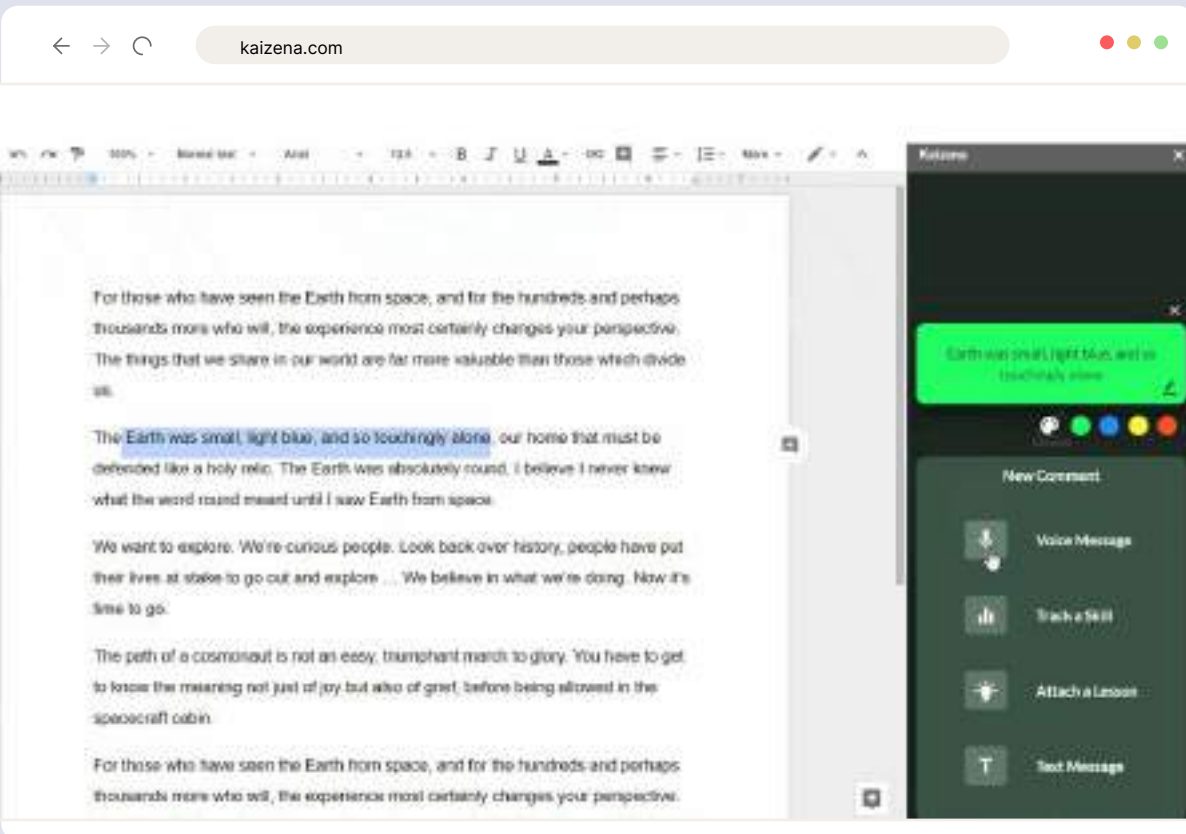 kaizena.com
100% Normal text Arial 12.5 B I U A More
Kaizena
For those who have seen the Earth from space, and for the hundreds and perhaps
thousands more who will, the experience most certainly changes your perspective.
The things that we share in our world are far more valuable than those which divide
us.
The Earth was small, light blue, and so touchingly alone, our home that must be
defended like a holy relic. The Earth was absolutely round. I believe I never knew
what the word round meant until I saw Earth from space.
We want to explore. We're curious people. Look back over history, people have put
their lives at stake to go out and explore ... We believe in what we're doing. Now it's
time to go.
The path of a cosmonaut is not an easy, triumphant march to glory. You have to get
to know the meaning not just of joy but also of grief, before being allowed in the
spacecraft cabin.
For those who have seen the Earth from space, and for the hundreds and perhaps
thousands more who will, the experience most certainly changes your perspective.
Earth was small, light blue, and so
touchingly alone
New Comment
Voice Message
Track a Skill
Attach a Lesson
T Text Message